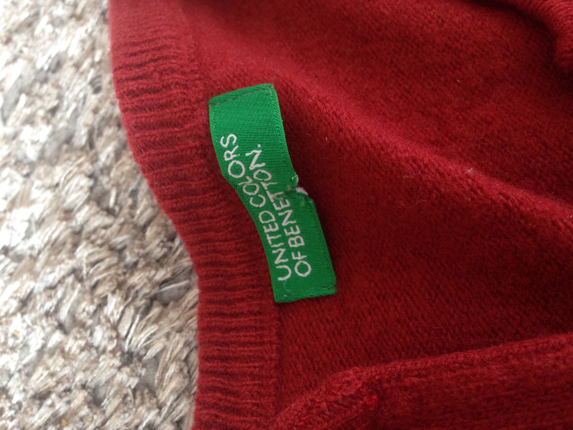 UNITED COLORS
OF BENETTON.